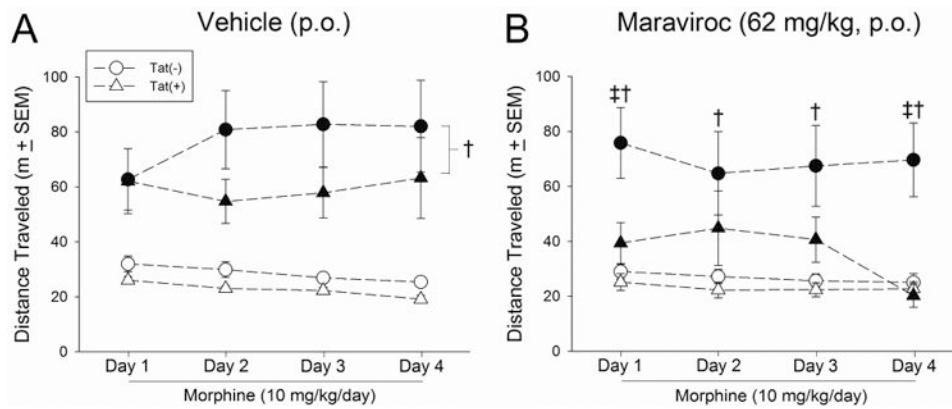 A
Vehicle (p.o.)
Tat(-)
Tat(+)
Distance Traveled (m ± SEM)
100
80
60
40
20
0
†
Day 1 Day 2 Day 3 Day 4
Morphine (10 mg/kg/day)
B
Maraviroc (62 mg/kg, p.o.)
Distance Traveled (m ± SEM)
100
80
60
40
20
0
‡† † † ‡†
Day 1 Day 2 Day 3 Day 4
Morphine (10 mg/kg/day)